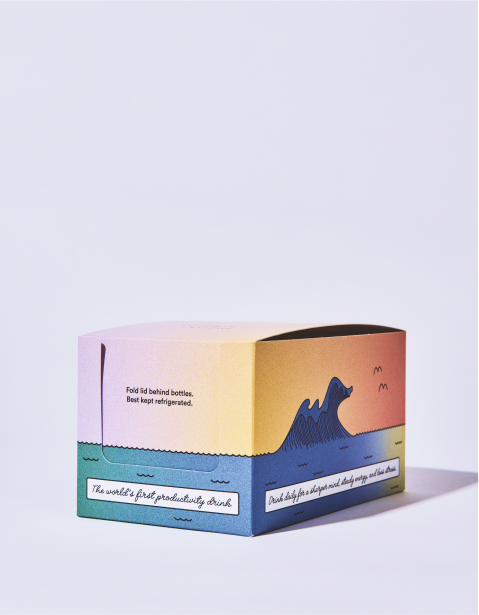 Fold lid behind bottles.
Best kept refrigerated.
The world's first productivity drink
Drink daily for a sharper mind, steady energy, and less stress